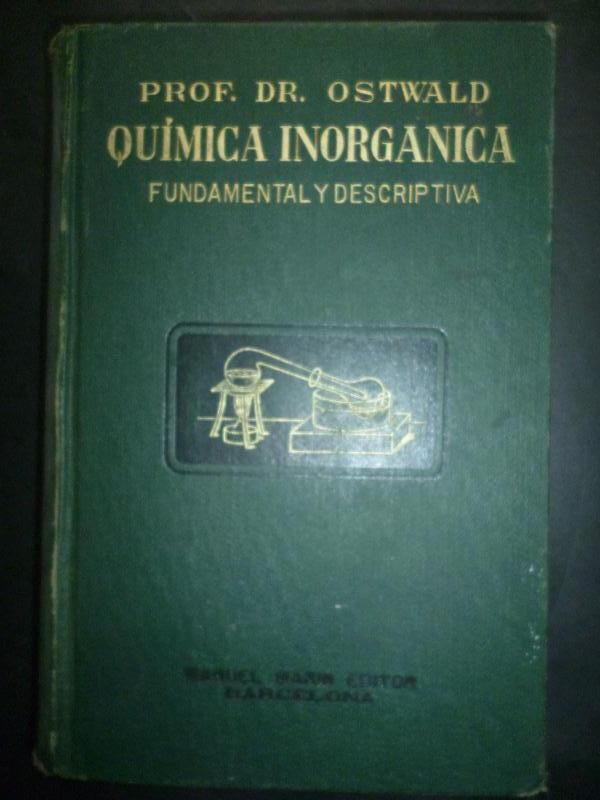 PROF. DR. OSTWALD
QUÍMICA INORGANICA
FUNDAMENTAL Y DESCRIPTIVA
MANUEL MARIN EDITOR
BARCELONA